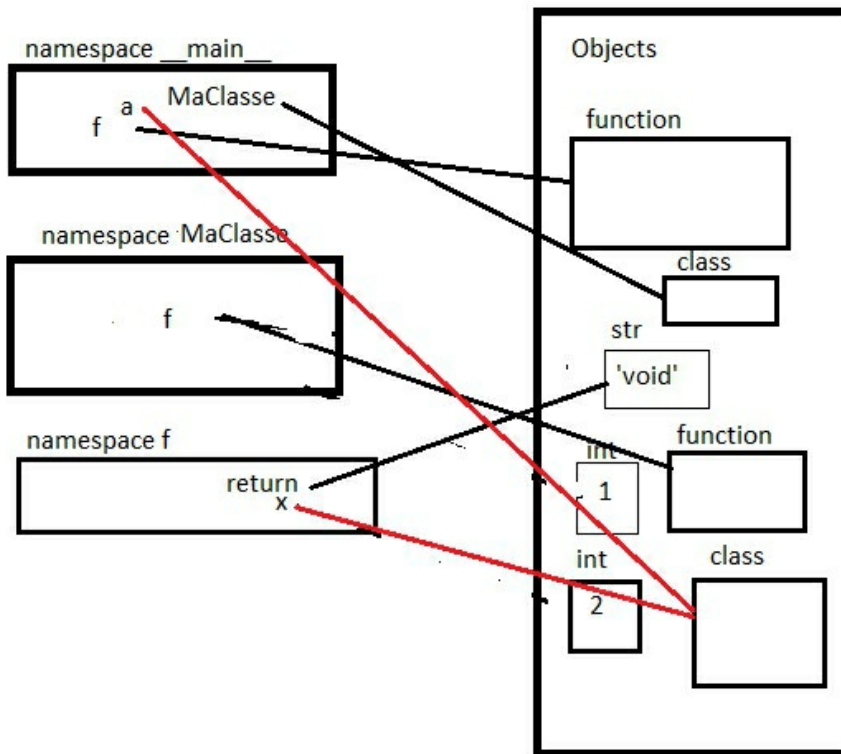 namespace __main__
MaClasse
a
f
namespace MaClasse
f
namespace f
return
x
Objects
function
class
str
'void'
int
1
function
int
2
class